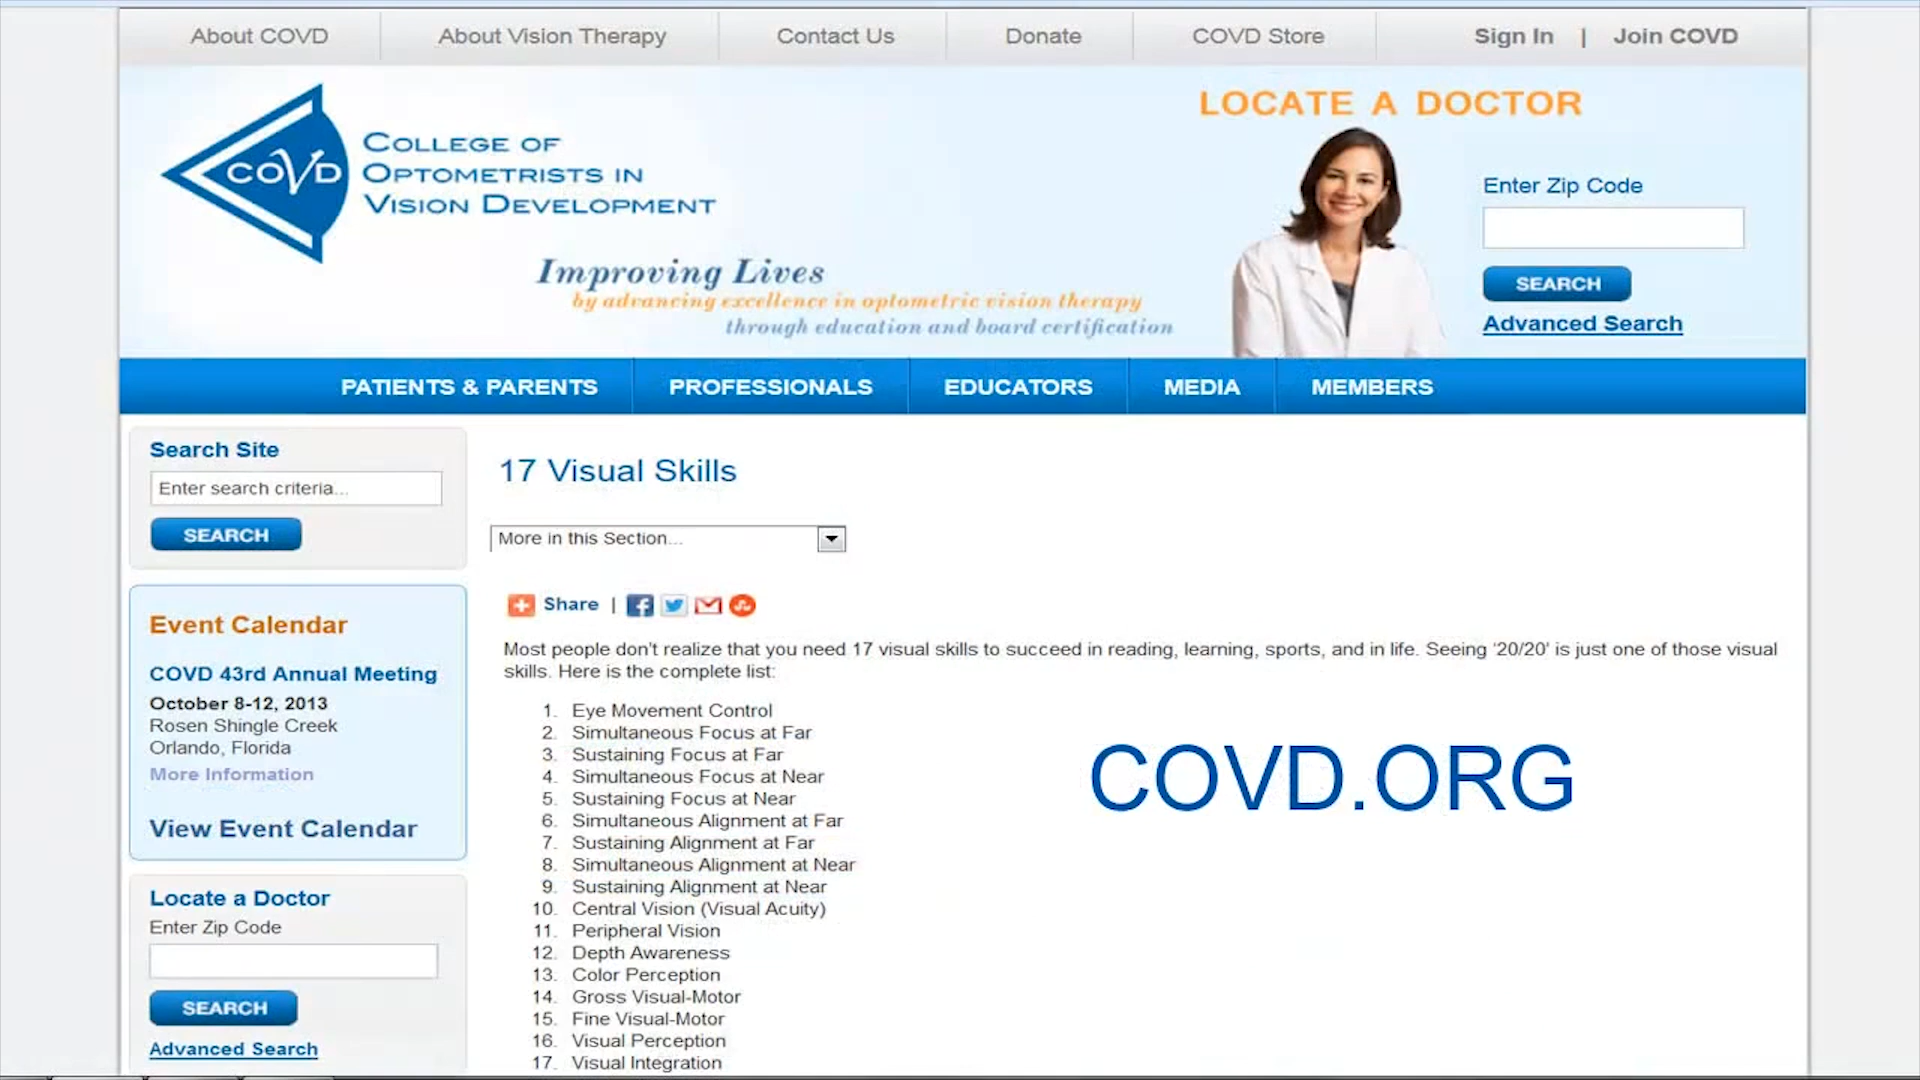 About COVD
About Vision Therapy
Contact Us
Donate
COVD Store
Sign In | Join COVD
COVD
COLLEGE OF
OPTOMETRISTS IN
VISION DEVELOPMENT
Improving Lives
by advancing excellence in optometric vision therapy
through education and board certification
LOCATE A DOCTOR
Enter Zip Code
SEARCH
Advanced Search
PATIENTS & PARENTS
PROFESSIONALS
EDUCATORS
MEDIA
MEMBERS
Search Site
Enter search criteria...
SEARCH
Event Calendar
COVD 43rd Annual Meeting
October 8-12, 2013
Rosen Shingle Creek
Orlando, Florida
More Information
View Event Calendar
Locate a Doctor
Enter Zip Code
SEARCH
Advanced Search
17 Visual Skills
More in this Section...
Share |
Most people don't realize that you need 17 visual skills to succeed in reading, learning, sports, and in life. Seeing '20/20' is just one of those visual
skills. Here is the complete list:
1. Eye Movement Control
2. Simultaneous Focus at Far
3. Sustaining Focus at Far
4. Simultaneous Focus at Near
5. Sustaining Focus at Near
6. Simultaneous Alignment at Far
7. Sustaining Alignment at Far
8. Simultaneous Alignment at Near
9. Sustaining Alignment at Near
10. Central Vision (Visual Acuity)
11. Peripheral Vision
12. Depth Awareness
13. Color Perception
14. Gross Visual-Motor
15. Fine Visual-Motor
16. Visual Perception
17. Visual Integration
COVD.ORG